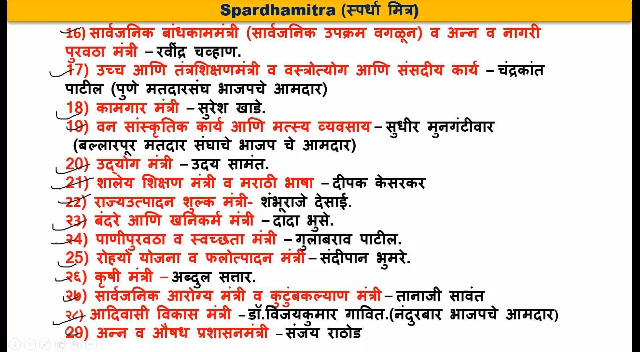 Spardhamitra (स्पर्धा मित्र)
16) सार्वजनिक बांधकाममंत्री (सार्वजनिक उपक्रम वगळून) व अन्न व नागरी
पुरवठा मंत्री – रवींद्र चव्हाण.
17) उच्च आणि तंत्रशिक्षणमंत्री व वस्त्रोत्योग आणि संसदीय कार्य – चंद्रकांत
पाटील (पुणे मतदारसंघ भाजपचे आमदार)
18) कामगार मंत्री – सुरेश खाडे.
19) वन सांस्कृतिक कार्य आणि मत्स्य व्यवसाय – सुधीर मुनगंटीवार
(बल्लारपूर मतदार संघाचे भाजप चे आमदार)
20) उद्योग मंत्री – उदय सामंत.
21) शालेय शिक्षण मंत्री व मराठी भाषा – दीपक केसरकर
22) राज्यउत्पादन शुल्क मंत्री- शंभूराजे देसाई.
23) बंदरे आणि खनिकर्म मंत्री – दादा भुसे.
24) पाणीपुरवठा व स्वच्छता मंत्री – गुलाबराव पाटील.
25) रोहयो योजना व फलोत्पादन मंत्री – संदीपान भुमरे.
२६) कृषी मंत्री – अब्दुल सत्तार.
२७) सार्वजनिक आरोग्य मंत्री व कुटुंबकल्याण मंत्री – तानाजी सावंत
२८) आदिवासी विकास मंत्री – डॉ.विजयकुमार गावित.(नंदुरबार भाजपचे आमदार)
29) अन्न व औषध प्रशासनमंत्री – संजय राठोड